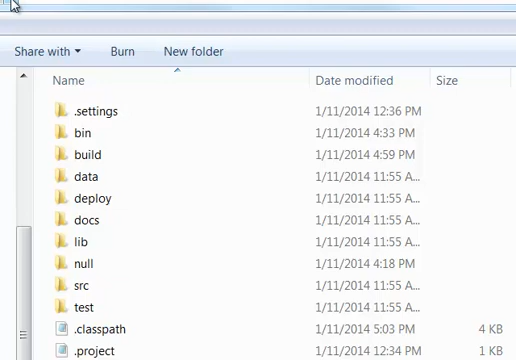 Share with Burn New folder
Name Date modified Size
.settings 1/11/2014 12:36 PM
bin 1/11/2014 4:33 PM
build 1/11/2014 4:59 PM
data 1/11/2014 11:55 A...
deploy 1/11/2014 11:55 A...
docs 1/11/2014 11:55 A...
lib 1/11/2014 11:55 A...
null 1/11/2014 4:18 PM
src 1/11/2014 11:55 A...
test 1/11/2014 11:55 A...
.classpath 1/11/2014 5:03 PM 4 KB
.project 1/11/2014 12:34 PM 1 KB